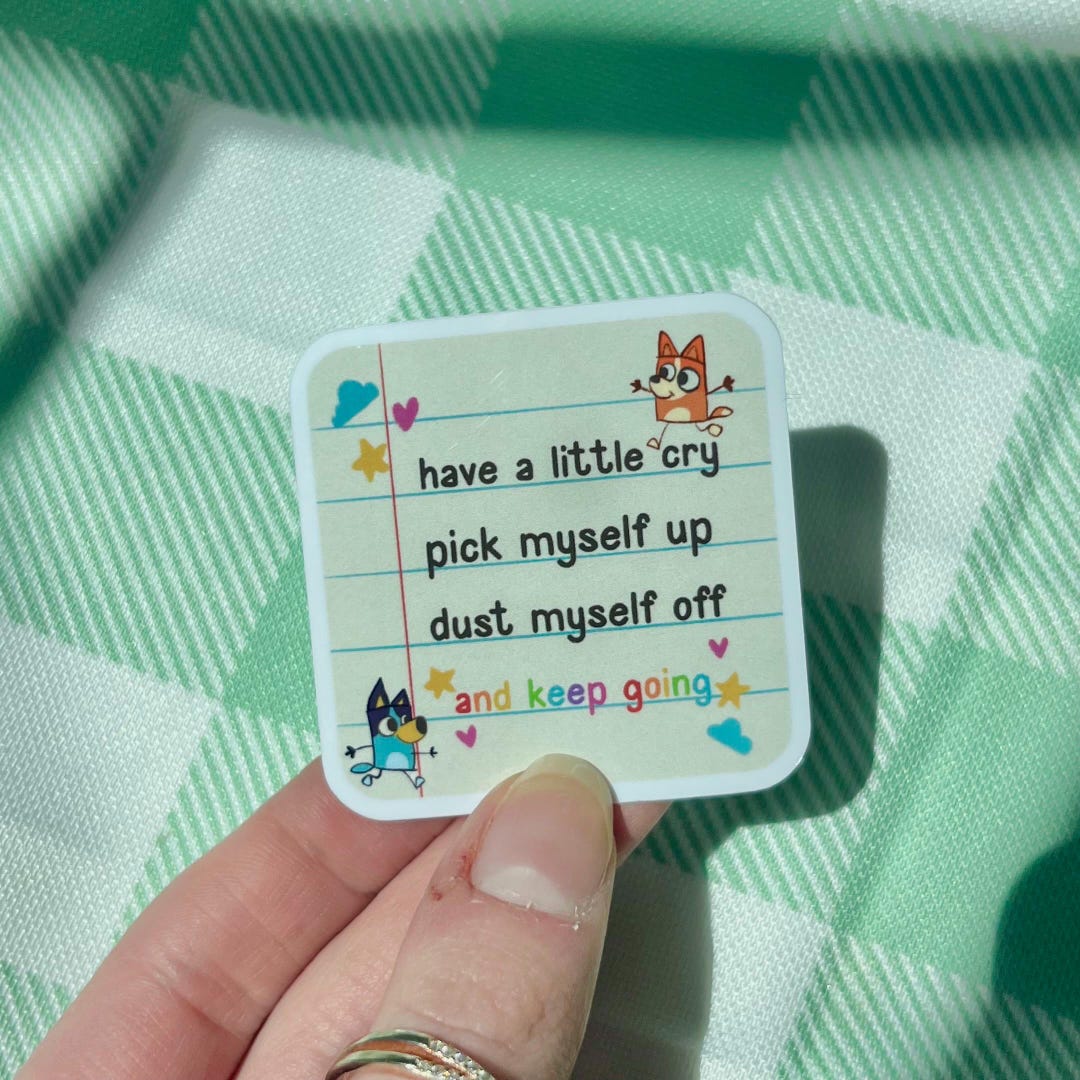 have a little cry
pick myself up
dust myself off
and keep going